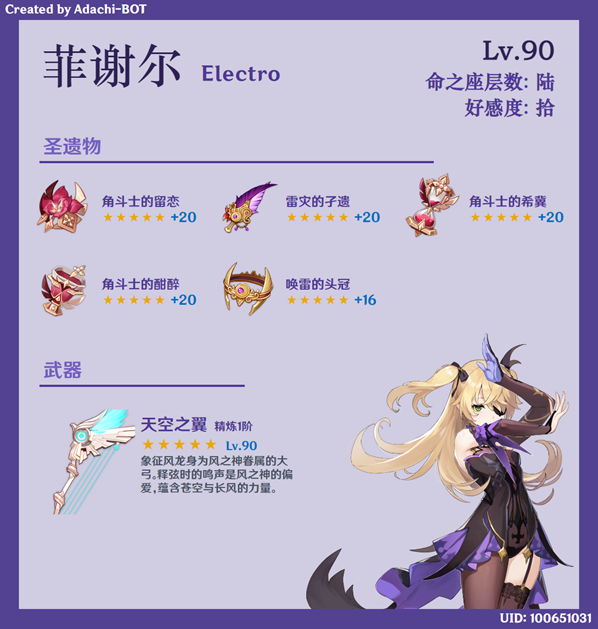 Created by Adachi-BOT
菲谢尔 Electro
Lv.90
命之座层数: 陆
好感度: 拾
圣遗物
角斗士的留恋
★★★★★ +20
雷灾的孑遗
★★★★★ +20
角斗士的希冀
★★★★★ +20
角斗士的酣醉
★★★★★ +20
唤雷的头冠
★★★★★ +16
武器
天空之翼 精炼1阶
★★★★★ Lv.90
象征风龙身为风之神眷属的大
弓。释弦时的鸣声是风之神的偏
爱,蕴含苍空与长风的力量。
UID: 100651031